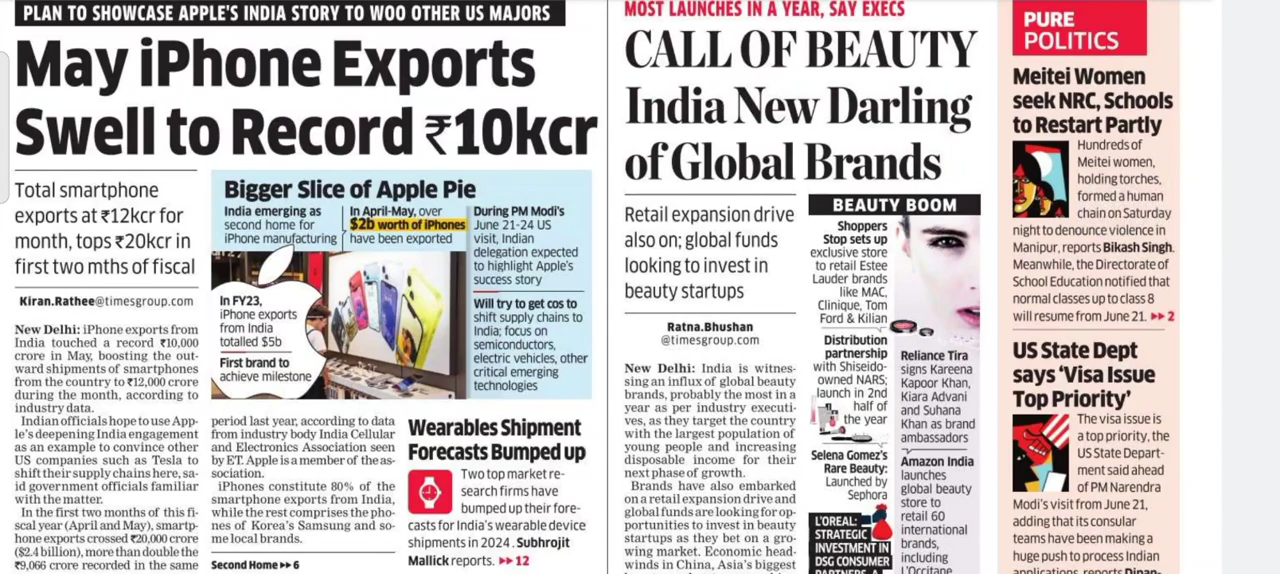 PLAN TO SHOWCASE APPLE'S INDIA STORY TO WOO OTHER US MAJORS
May iPhone Exports
Swell to Record ₹10kcr
Total smartphone
exports at ₹12kcr for
month, tops ₹20kcr in
first two mths of fiscal
Kiran.Rathee@timesgroup.com
New Delhi: iPhone exports from
India touched a record ₹10,000
crore in May, boosting the out-
ward shipments of smartphones
from the country to ₹12,000 crore
during the month, according to
industry data.
Indian officials hope to use App-
le's deepening India engagement
as an example to convince other
US companies such as Tesla to
shift their supply chains here, sa-
id government officials familiar
with the matter.
In the first two months of this fi-
scal year (April and May), smartp-
hone exports crossed ₹20,000 crore
($2.4 billion), more than double the
₹9,066 crore recorded in the same
Bigger Slice of Apple Pie
India emerging as
second home for
iPhone manufacturing
In April-May, over
$2b worth of iPhones
have been exported
During PM Modi's
June 21-24 US
visit, Indian
delegation expected
to highlight Apple's
success story
Will try to get cos to
shift supply chains to
India; focus on
semiconductors,
electric vehicles, other
critical emerging
technologies
In FY23,
iPhone exports
from India
totalled $5b
First brand to
achieve milestone
period last year, according to data
from industry body India Cellular
and Electronics Association seen
by ET. Apple is a member of the as-
sociation.
iPhones constitute 80% of the
smartphone exports from India,
while the rest comprises the pho-
nes of Korea's Samsung and so-
me local brands.
Second Home ▸▸ 6
Wearables Shipment
Forecasts Bumped up
Two top market re-
search firms have
bumped up their fore-
casts for India's wearable device
shipments in 2024. Subhrojit
Mallick reports. ▸▸ 12
MOST LAUNCHES IN A YEAR, SAY EXECS
CALL OF BEAUTY
India New Darling
of Global Brands
Retail expansion drive
also on; global funds
looking to invest in
beauty startups
Ratna.Bhushan
@timesgroup.com
New Delhi: India is witnes-
sing an influx of global beauty
brands, probably the most in a
year as per industry executi-
ves, as they target the country
with the largest population of
young people and increasing
disposable income for their
next phase of growth.
Brands have also embarked
on a retail expansion drive and
global funds are looking for op-
portunities to invest in beauty
startups as they bet on a gro-
wing market. Economic head-
winds in China, Asia's biggest
BEAUTY BOOM
Shoppers
Stop sets up
exclusive store
to retail Estee
Lauder brands
like MAC,
Clinique, Tom
Ford & Kilian
Distribution
partnership
with Shiseido-
owned NARS;
launch in 2nd
half of
the year
Selena Gomez's
Rare Beauty:
Launched by
Sephora
L'OREAL:
STRATEGIC
INVESTMENT IN
DSG CONSUMER
PARTNERS, A
Reliance Tira
signs Kareena
Kapoor Khan,
Kiara Advani
and Suhana
Khan as brand
ambassadors
Amazon India
launches
global beauty
store to
retail 60
international
brands,
including
L'Occitane
PURE
POLITICS
Meitei Women
seek NRC, Schools
to Restart Partly
Hundreds of
Meitei women,
holding torches,
formed a human
chain on Saturday
night to denounce violence in
Manipur, reports Bikash Singh.
Meanwhile, the Directorate of
School Education notified that
normal classes up to class 8
will resume from June 21. ▸▸ 2
US State Dept
says 'Visa Issue
Top Priority'
The visa issue is
a top priority, the
US State Depart-
ment said ahead
of PM Narendra
Modi's visit from June 21,
adding that its consular
teams have been making a
huge push to process Indian
applications, reports Dipan-